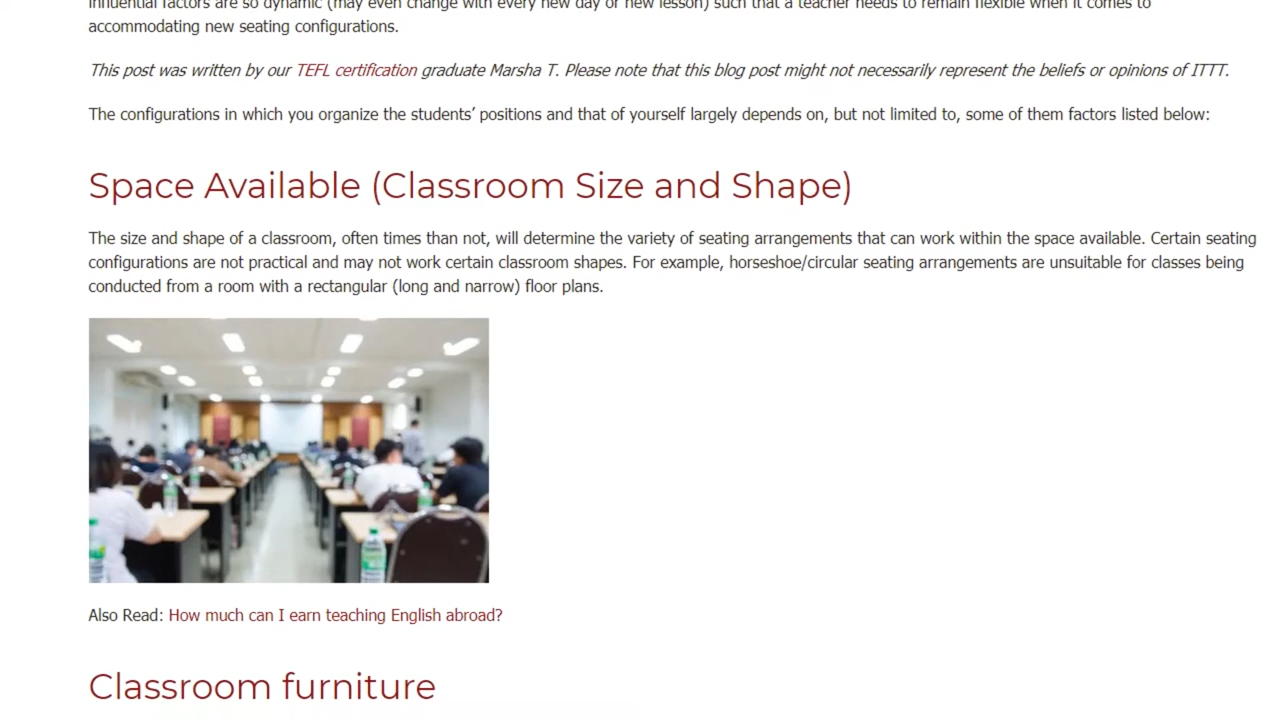 influential factors are so dynamic (may even change with every new day or new lesson) such that a teacher needs to remain flexible when it comes to
accommodating new seating configurations.
This post was written by our TEFL certification graduate Marsha T. Please note that this blog post might not necessarily represent the beliefs or opinions of ITTT.
The configurations in which you organize the students’ positions and that of yourself largely depends on, but not limited to, some of them factors listed below:
Space Available (Classroom Size and Shape)
The size and shape of a classroom, often times than not, will determine the variety of seating arrangements that can work within the space available. Certain seating
configurations are not practical and may not work certain classroom shapes. For example, horseshoe/circular seating arrangements are unsuitable for classes being
conducted from a room with a rectangular (long and narrow) floor plans.
Also Read: How much can I earn teaching English abroad?
Classroom furniture